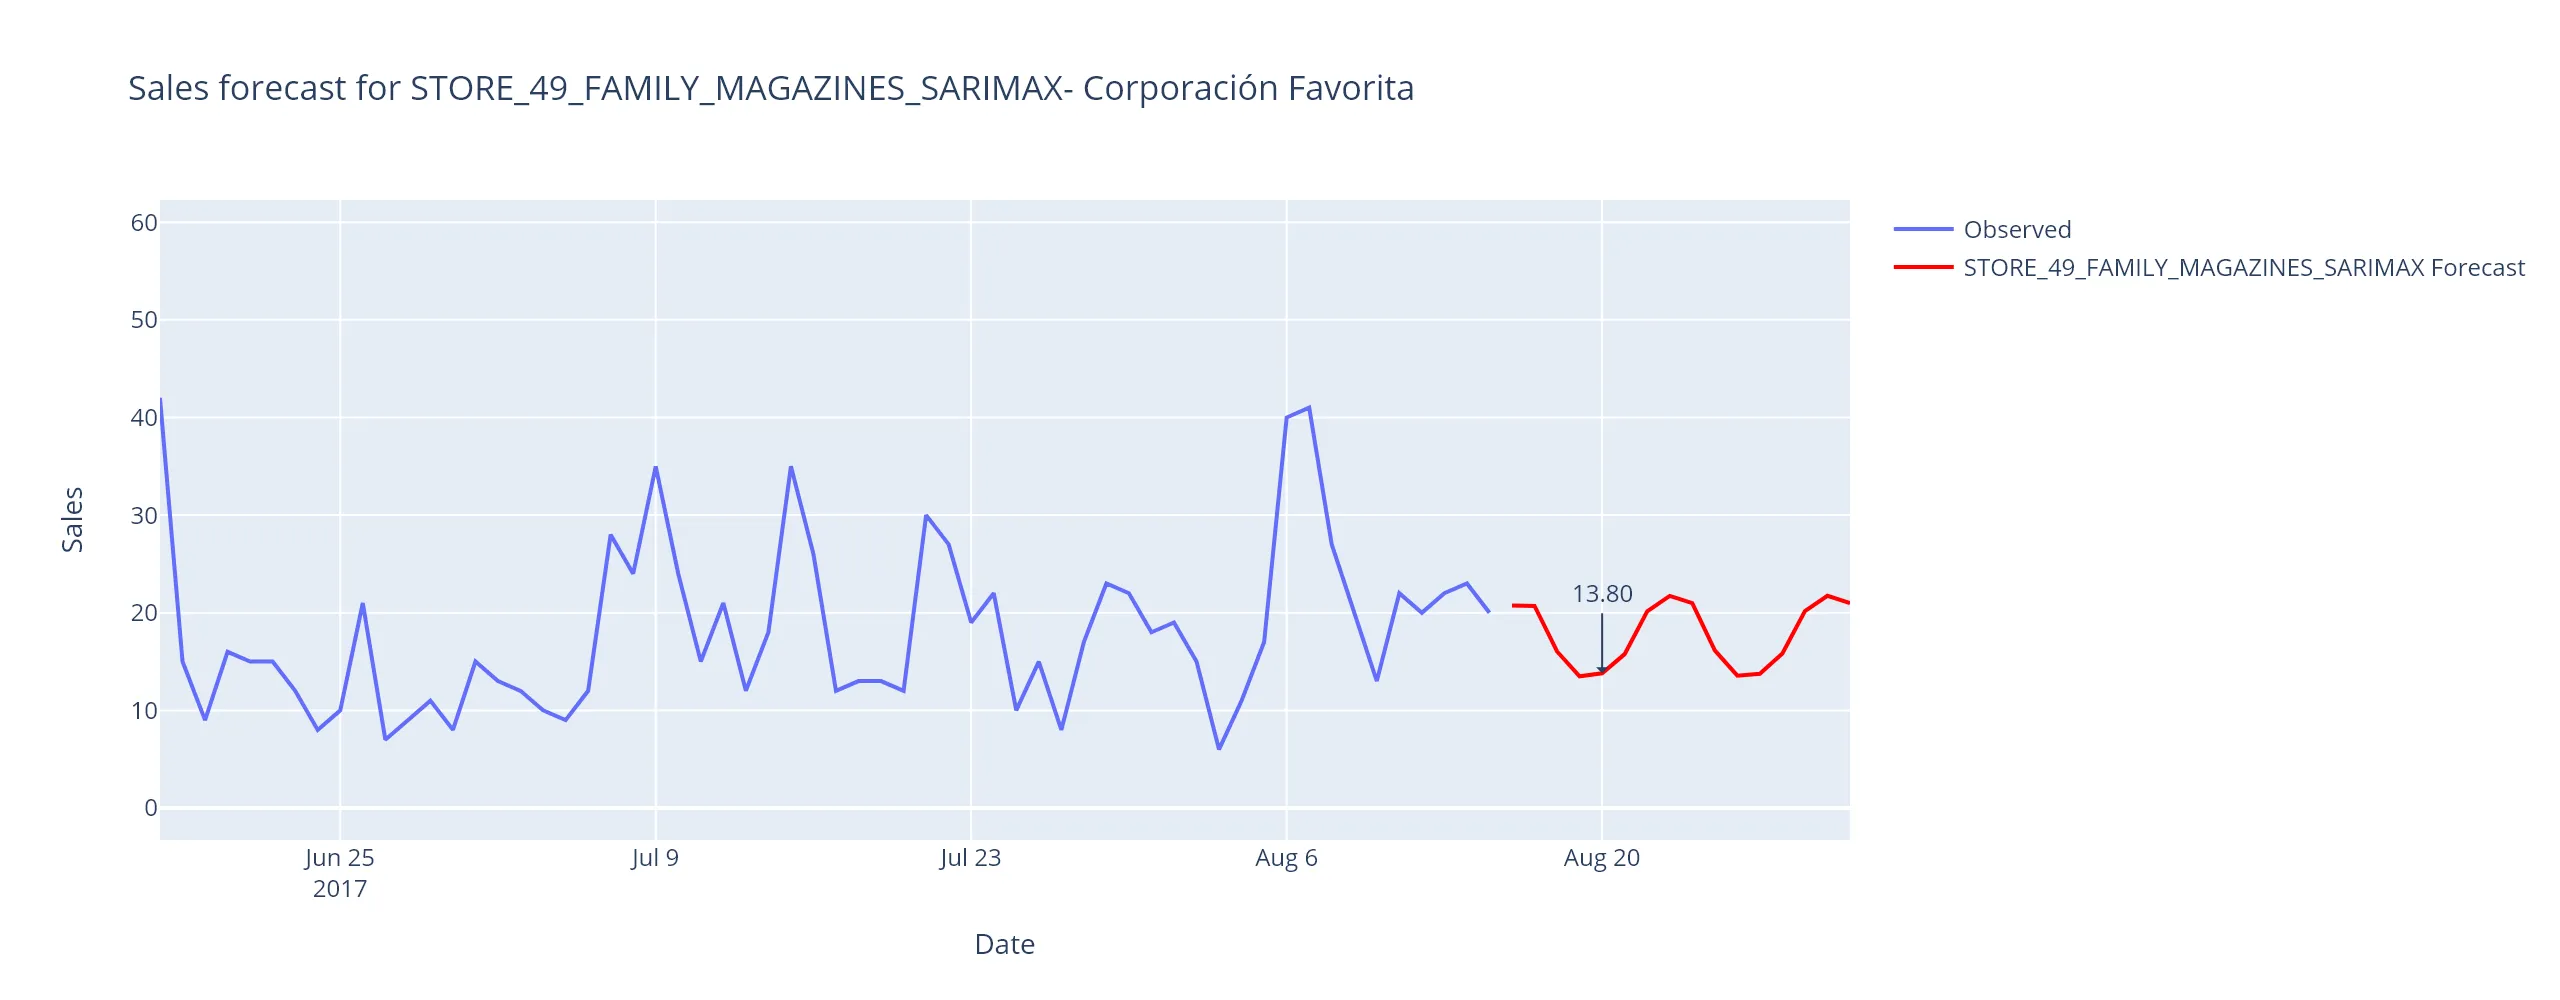 Sales forecast for STORE_49_FAMILY_MAGAZINES_SARIMAX- Corporación Favorita
Observed
STORE_49_FAMILY_MAGAZINES_SARIMAX Forecast
60
50
40
30
20
10
0
Sales
13.80
Jun 25
2017
Jul 9
Jul 23
Aug 6
Aug 20
Date